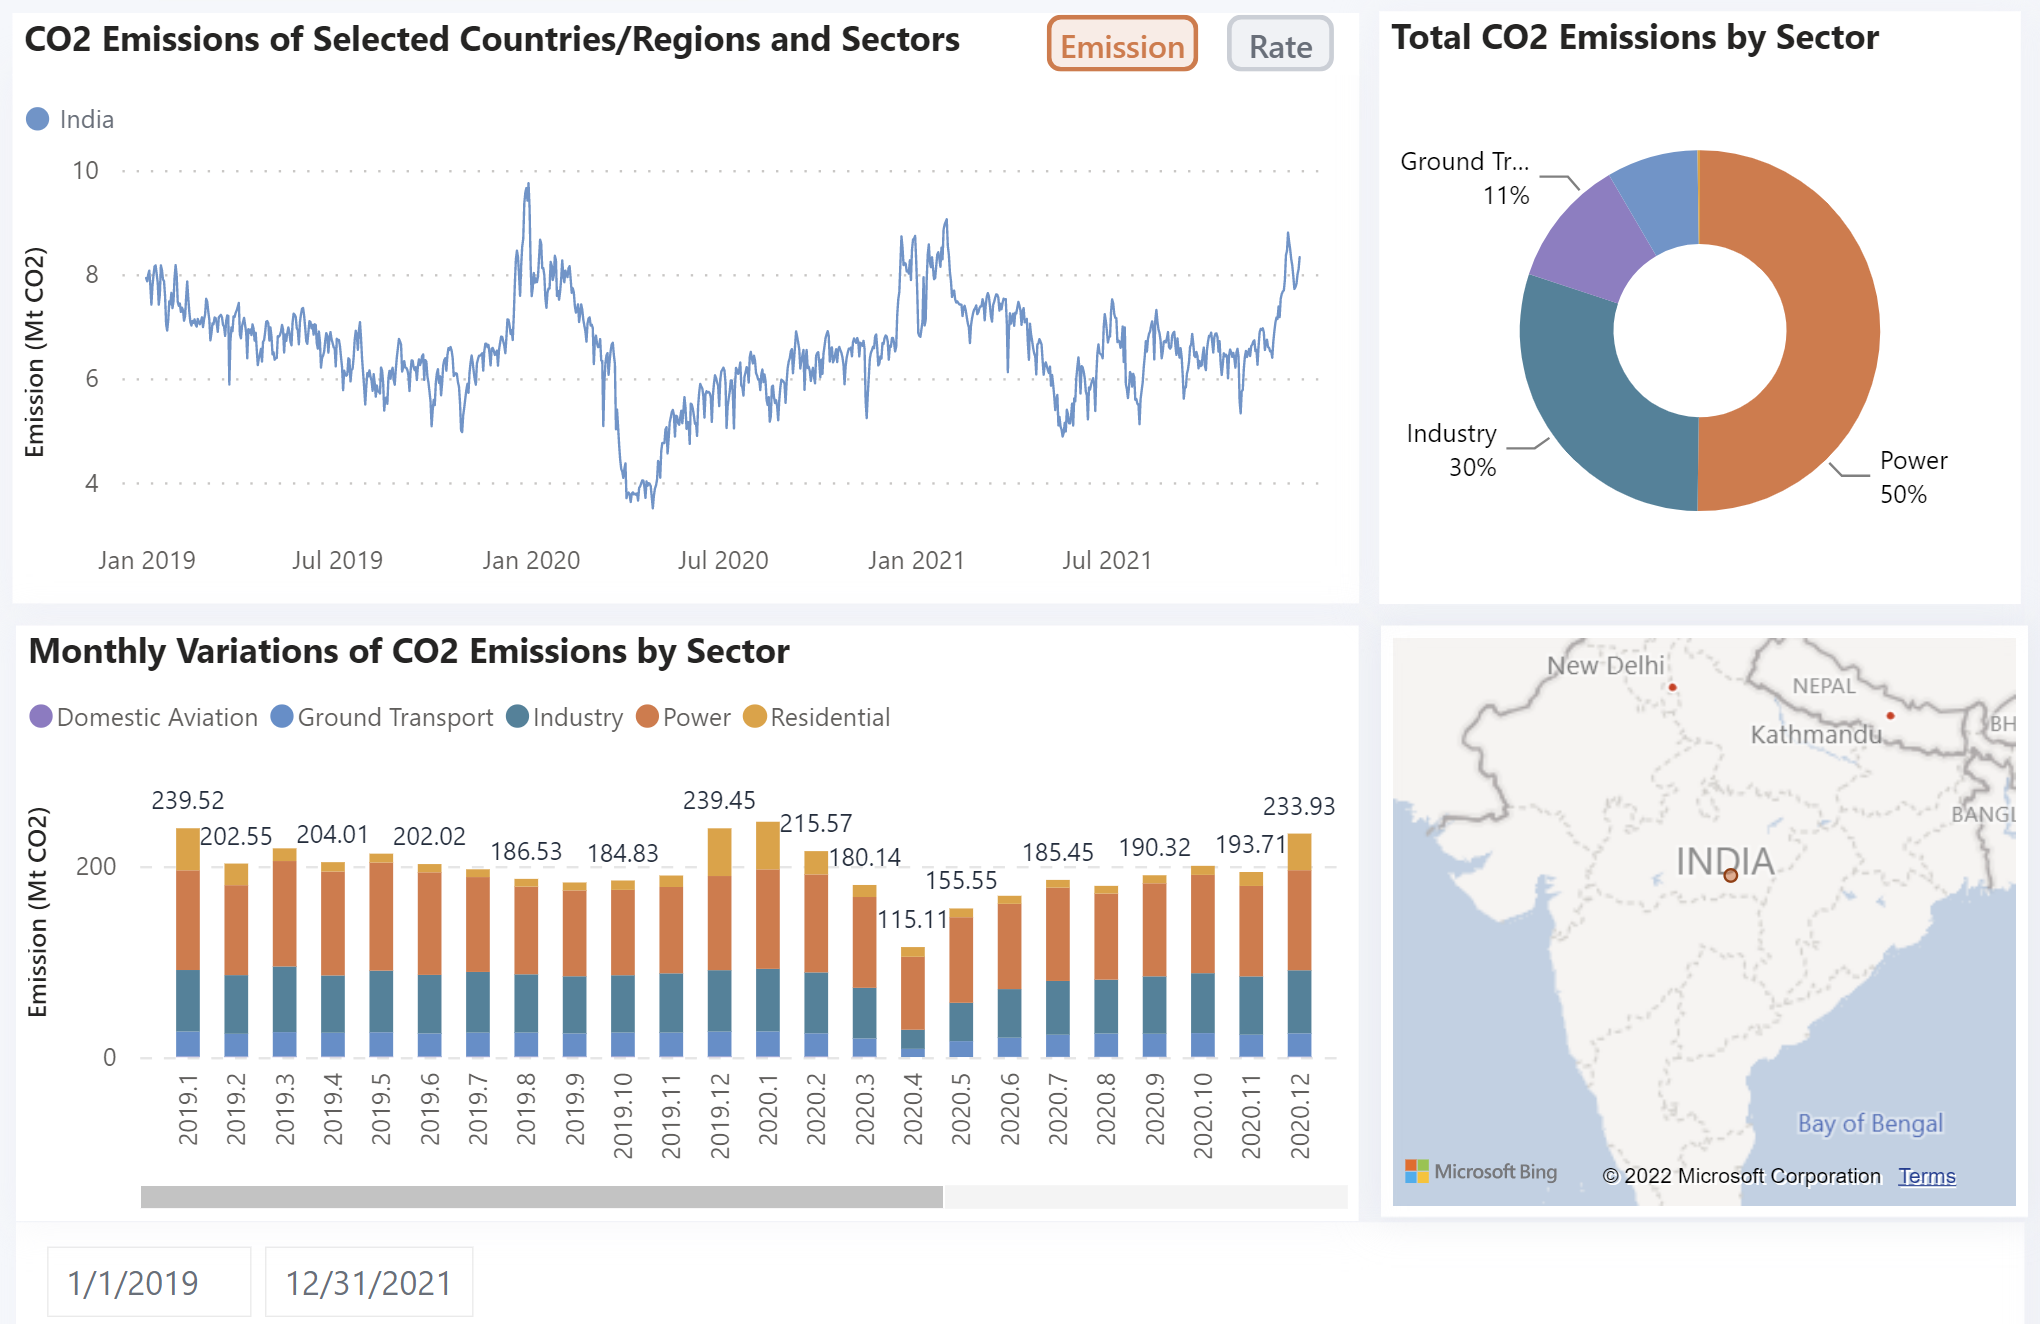 CO2 Emissions of Selected Countries/Regions and Sectors
Emission
Rate
India
Emission (Mt CO2)
10
8
6
4
Jan 2019
Jul 2019
Jan 2020
Jul 2020
Jan 2021
Jul 2021
Total CO2 Emissions by Sector
Ground Tr...
11%
Industry
30%
Power
50%
Monthly Variations of CO2 Emissions by Sector
Domestic Aviation
Ground Transport
Industry
Power
Residential
Emission (Mt CO2)
200
0
239.52
202.55
204.01
202.02
186.53
184.83
239.45
215.57
180.14
115.11
155.55
185.45
190.32
193.71
233.93
2019.1
2019.2
2019.3
2019.4
2019.5
2019.6
2019.7
2019.8
2019.9
2019.10
2019.11
2019.12
2020.1
2020.2
2020.3
2020.4
2020.5
2020.6
2020.7
2020.8
2020.9
2020.10
2020.11
2020.12
New Delhi
NEPAL
Kathmandu
BH
BANGL
INDIA
Bay of Bengal
Microsoft Bing
© 2022 Microsoft Corporation Terms
1/1/2019
12/31/2021